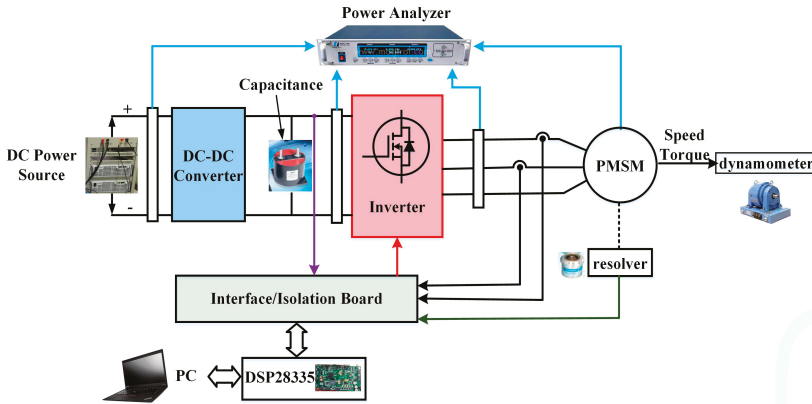 Power Analyzer
Capacitance
+
DC Power
Source
-
DC-DC
Converter
Inverter
PMSM
Speed
Torque
dynamometer
resolver
Interface/Isolation Board
PC
DSP28335